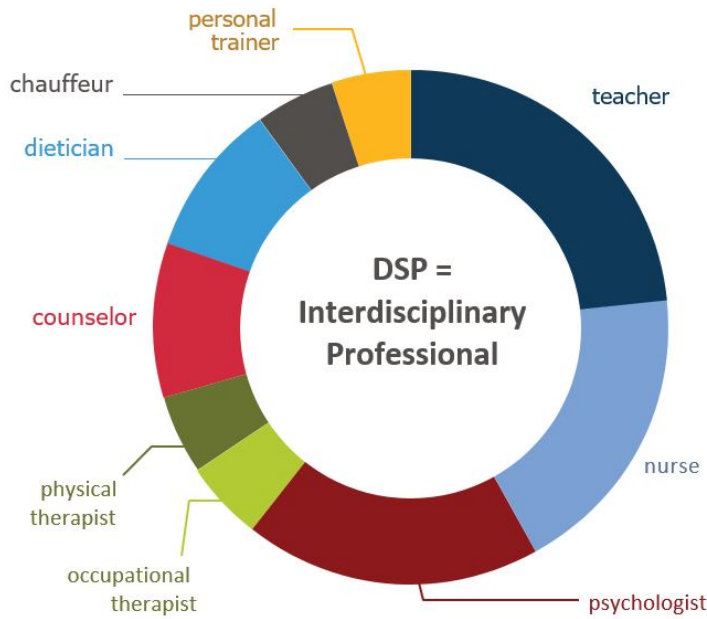 personal
trainer
chauffeur
teacher
dietician
DSP =
Interdisciplinary
Professional
counselor
nurse
physical
therapist
occupational
therapist
psychologist